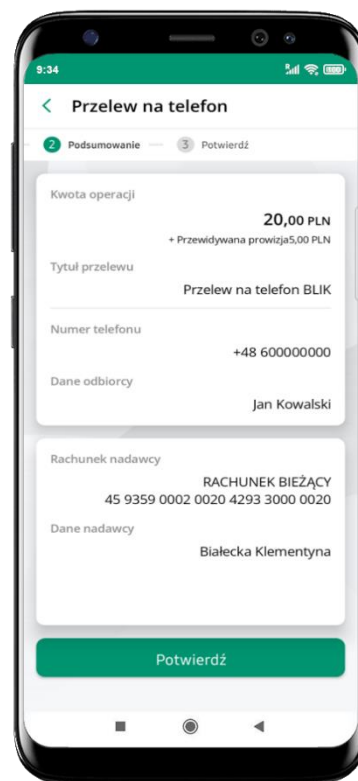 9:34
Przelew na telefon
2 Podsumowanie 3 Potwierdź
Kwota operacji
20,00 PLN
+ Przewidywana prowizja5,00 PLN
Tytuł przelewu
Przelew na telefon BLIK
Numer telefonu
+48 600000000
Dane odbiorcy
Jan Kowalski
Rachunek nadawcy
RACHUNEK BIEŻĄCY
45 9359 0002 0020 4293 3000 0020
Dane nadawcy
Białecka Klementyna
Potwierdź